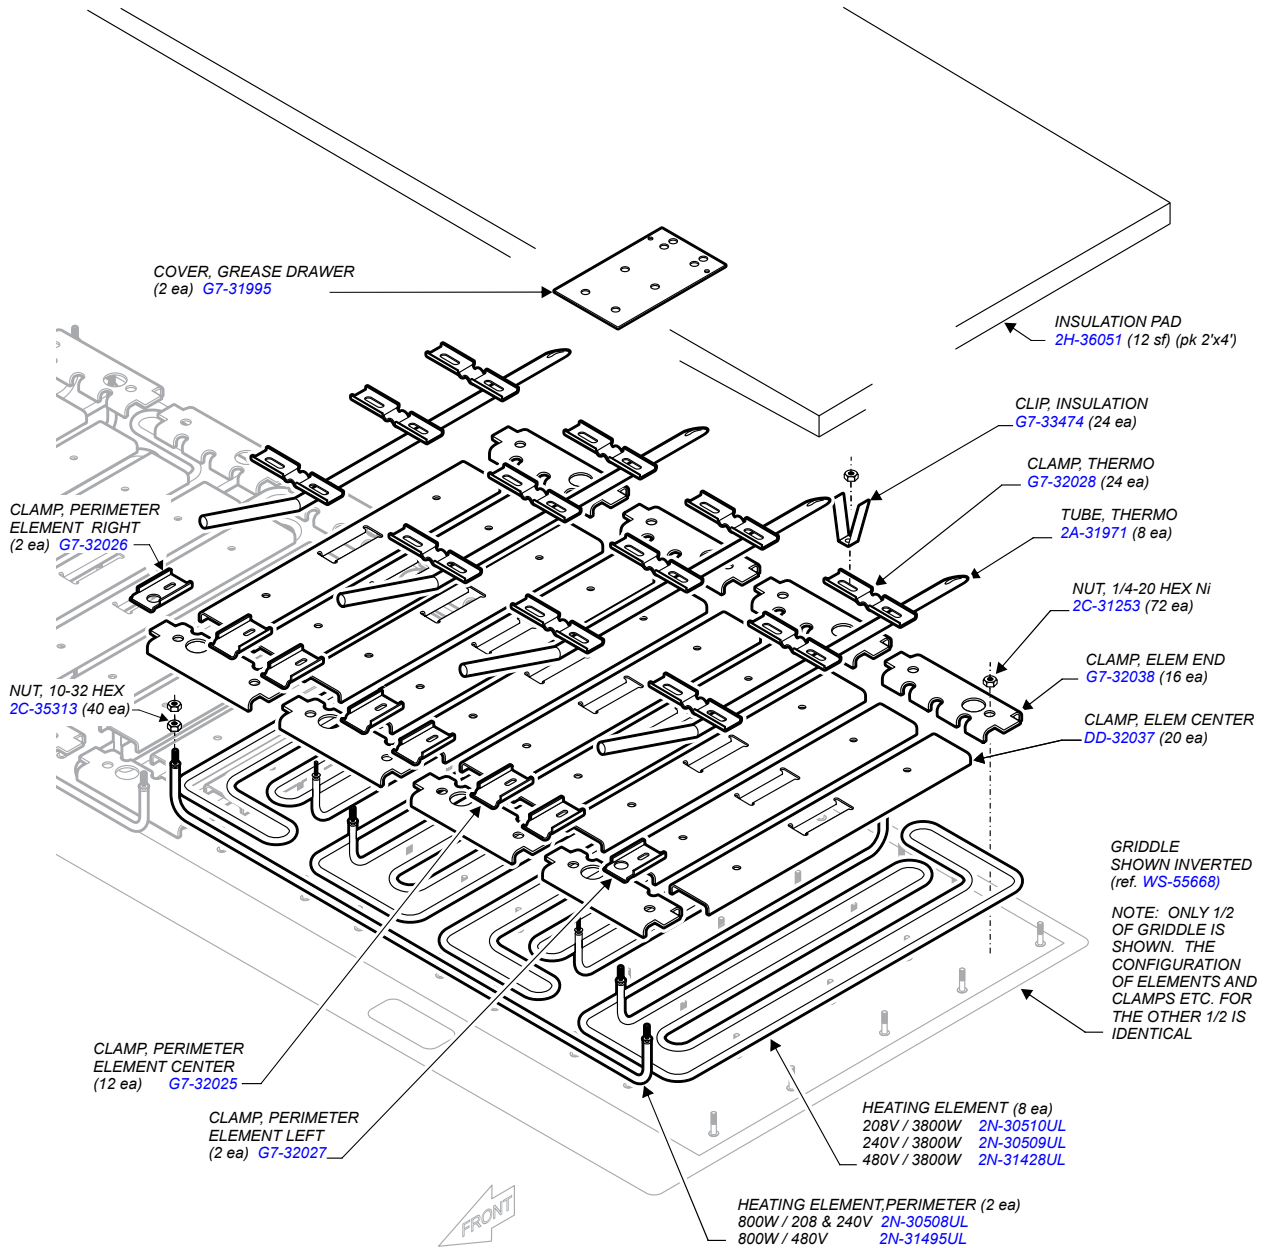 COVER, GREASE DRAWER
(2 ea) G7-31995
INSULATION PAD
2H-36051 (12 sf) (pk 2'x4')
CLIP, INSULATION
G7-33474 (24 ea)
CLAMP, THERMO
G7-32028 (24 ea)
TUBE, THERMO
2A-31971 (8 ea)
CLAMP, PERIMETER
ELEMENT RIGHT
(2 ea) G7-32026
NUT, 1/4-20 HEX Ni
2C-31253 (72 ea)
CLAMP, ELEM END
G7-32038 (16 ea)
NUT, 10-32 HEX
2C-35313 (40 ea)
CLAMP, ELEM CENTER
DD-32037 (20 ea)
GRIDDLE
SHOWN INVERTED
(ref. WS-55668)
NOTE: ONLY 1/2
OF GRIDDLE IS
SHOWN. THE
CONFIGURATION
OF ELEMENTS AND
CLAMPS ETC. FOR
THE OTHER 1/2 IS
IDENTICAL
CLAMP, PERIMETER
ELEMENT CENTER
(12 ea) G7-32025
CLAMP, PERIMETER
ELEMENT LEFT
(2 ea) G7-32027
HEATING ELEMENT (8 ea)
208V / 3800W 2N-30510UL
240V / 3800W 2N-30509UL
480V / 3800W 2N-31428UL
HEATING ELEMENT,PERIMETER (2 ea)
800W / 208 & 240V 2N-30508UL
800W / 480V 2N-31495UL
FRONT